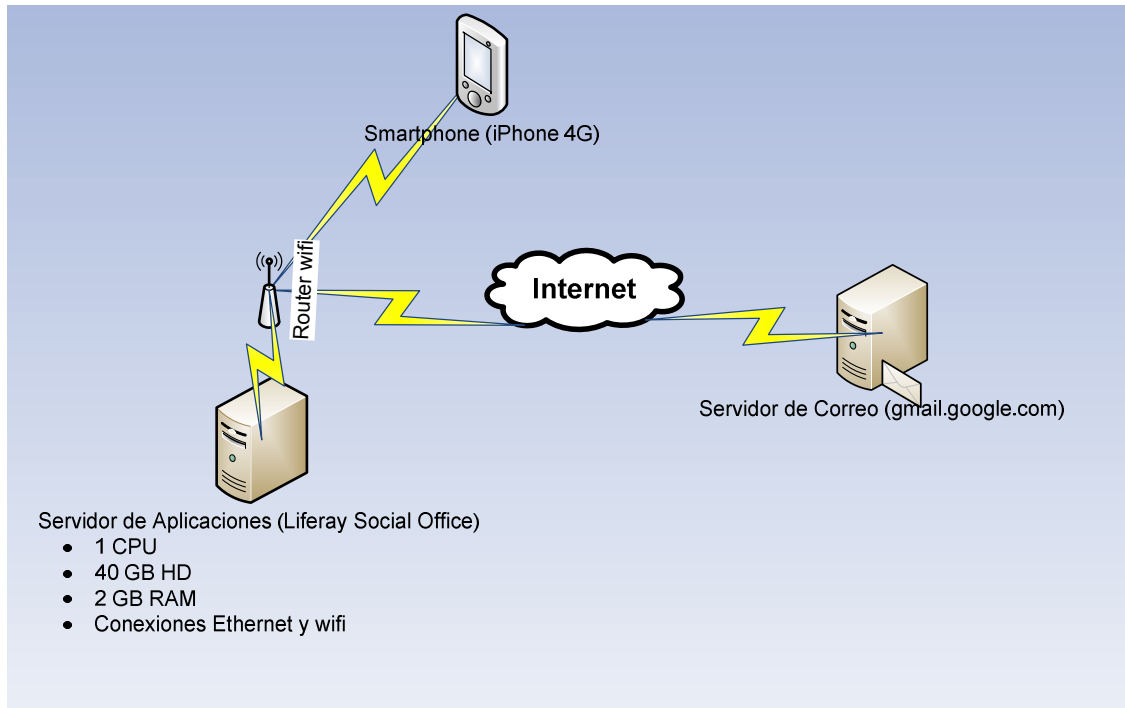 Smartphone (iPhone 4G)
Router wifi
Internet
Servidor de Correo (gmail.google.com)
Servidor de Aplicaciones (Liferay Social Office)
• 1 CPU
• 40 GB HD
• 2 GB RAM
• Conexiones Ethernet y wifi